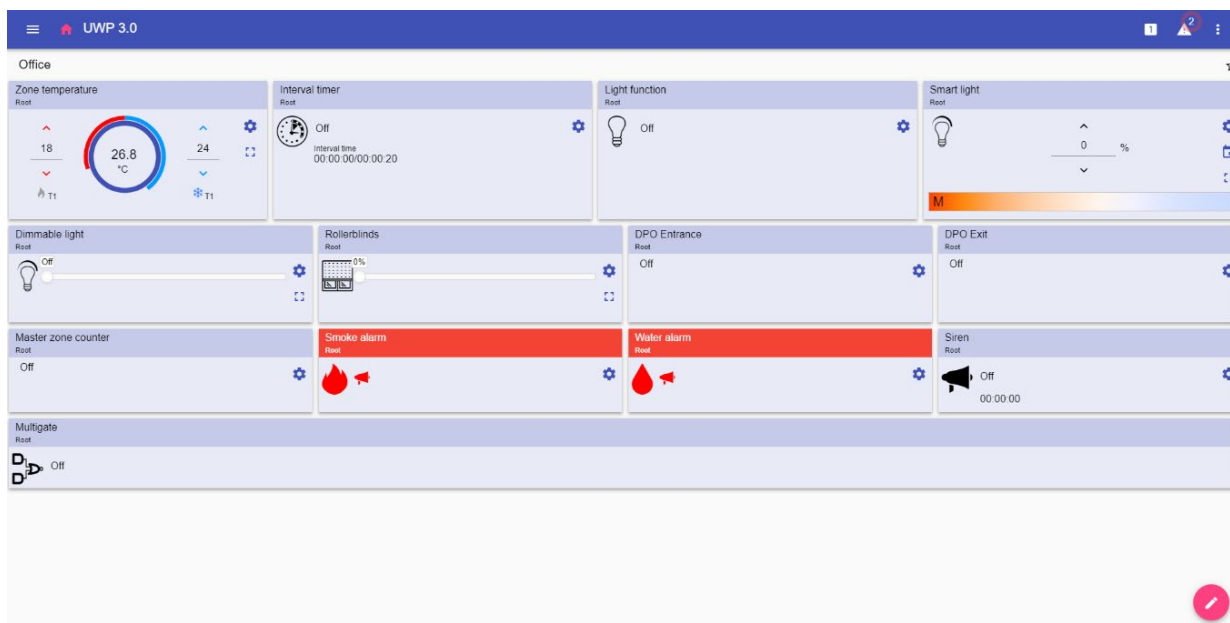 UWP 3.0
1
2
Office
Zone temperature
Root
18
26.8
°C
24
T1
T1
Interval timer
Root
Off
Interval time
00:00:00/00:00:20
Light function
Root
Off
Smart light
Root
0
%
M
Dimmable light
Root
Off
Rollerblinds
Root
0%
DPO Entrance
Root
Off
DPO Exit
Root
Off
Master zone counter
Root
Off
Smoke alarm
Root
Water alarm
Root
Siren
Root
Off
00:00:00
Multigate
Root
Off